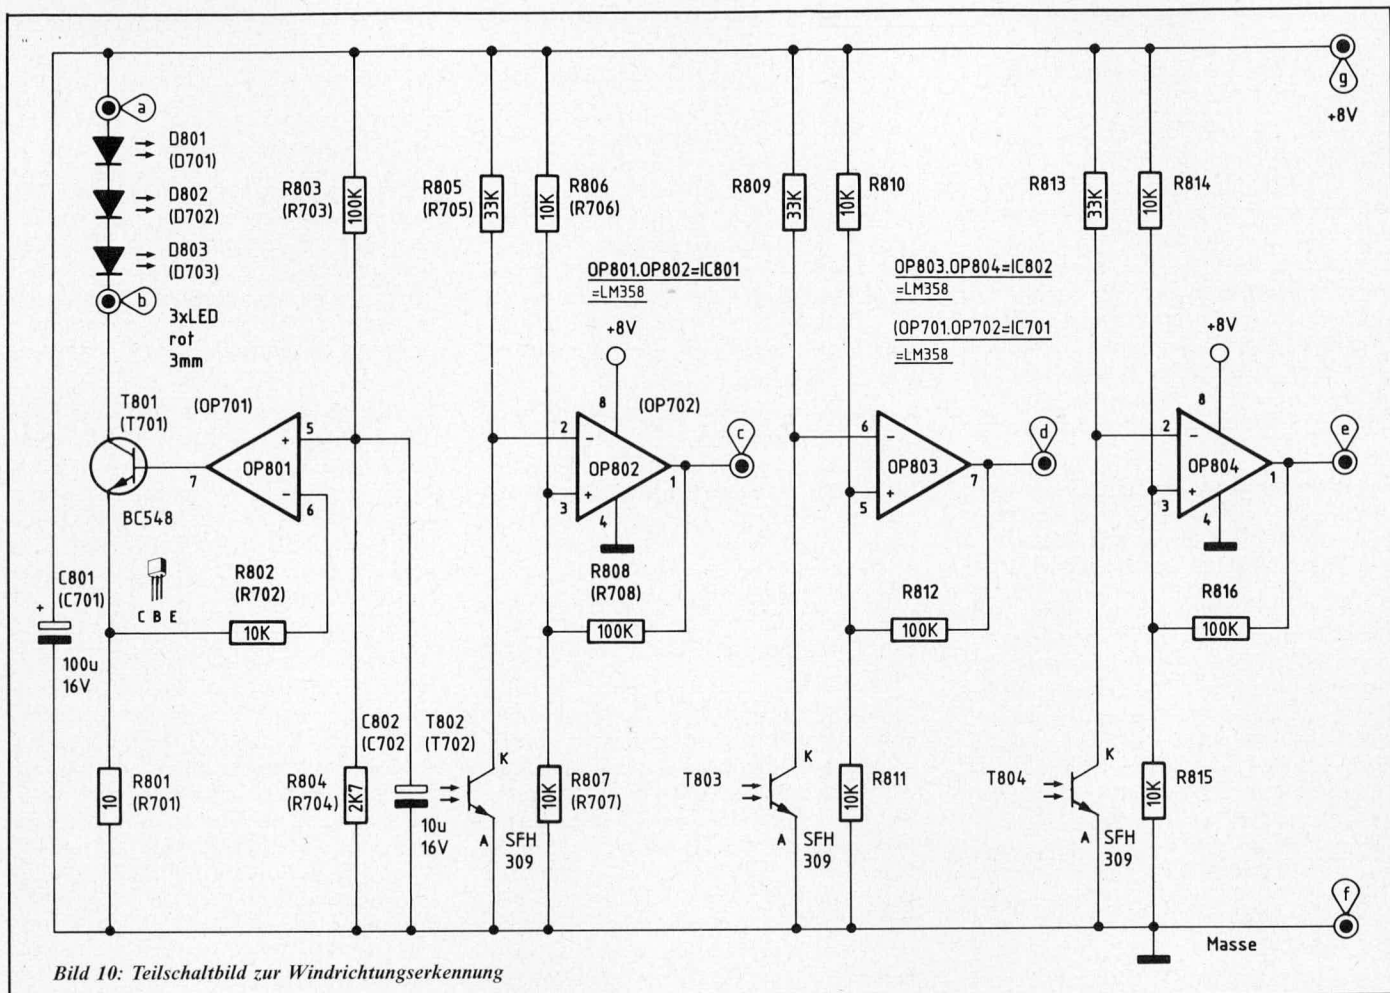 g
+8V
a
D801
(D701)
D802
(D702)
D803
(D703)
b
3xLED
rot
3mm
R803
(R703)
100K
R805
(R705)
33K
R806
(R706)
10K
R809
33K
R810
10K
R813
33K
R814
10K
OP801.OP802=IC801
=LM358
OP803.OP804=IC802
=LM358
(OP701.OP702=IC701
=LM358
+8V
+8V
T801
(T701)
BC548
C B E
(OP701)
OP801
+
5
-
6
7
(OP702)
OP802
8
2
-
3
+
4
1
c
OP803
6
-
5
+
7
d
OP804
8
2
-
3
+
4
1
e
C801
(C701)
+
100u
16V
R802
(R702)
10K
R808
(R708)
100K
R812
100K
R816
100K
R801
(R701)
10
R804
(R704)
2K7
C802
(C702
10u
16V
T802
(T702)
K
A
SFH
309
R807
(R707)
10K
T803
K
A
SFH
309
R811
10K
T804
K
A
SFH
309
R815
10K
f
Masse
Bild 10: Teilschaltbild zur Windrichtungserkennung